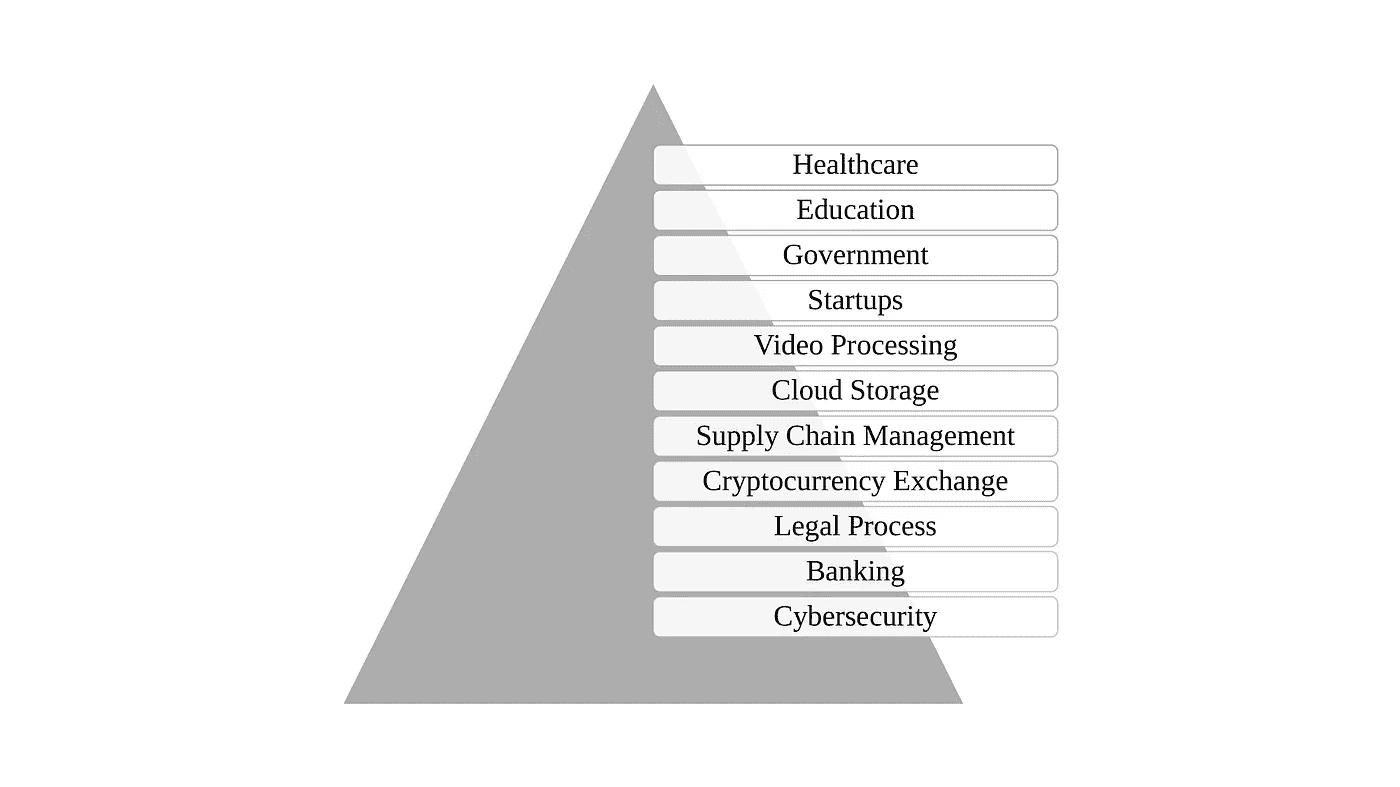 Healthcare
Education
Government
Startups
Video Processing
Cloud Storage
Supply Chain Management
Cryptocurrency Exchange
Legal Process
Banking
Cybersecurity